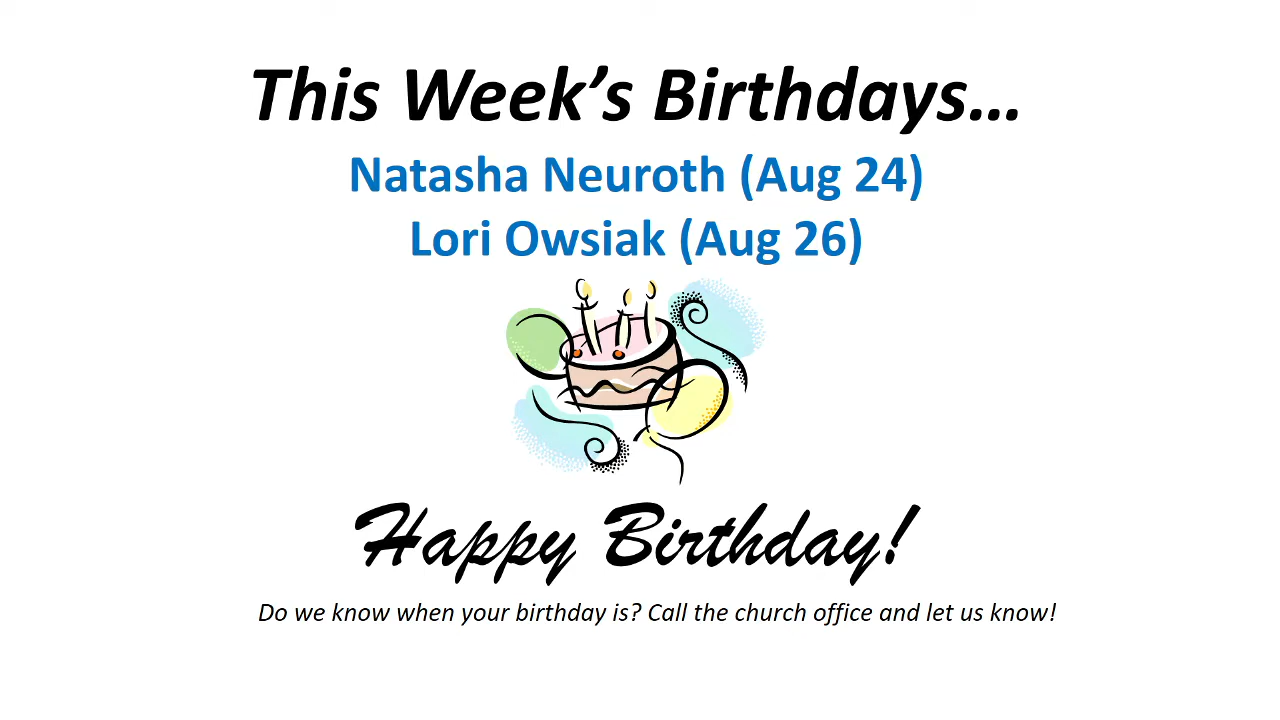 This Week’s Birthdays…
Natasha Neuroth (Aug 24)
Lori Owsiak (Aug 26)
Happy Birthday!
Do we know when your birthday is? Call the church office and let us know!